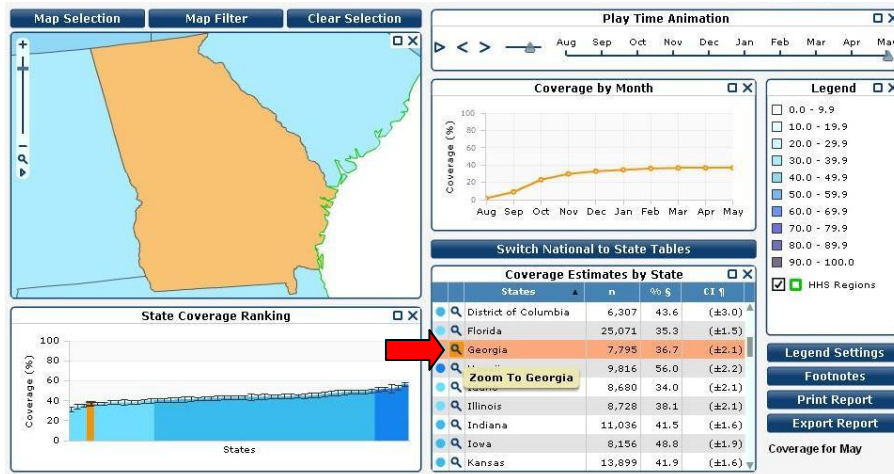 Map Selection
Map Filter
Clear Selection
Play Time Animation
Aug Sep Oct Nov Dec Jan Feb Mar Apr May
Coverage by Month
Coverage (%)
100
80
60
40
20
0
Aug Sep Oct Nov Dec Jan Feb Mar Apr May
Legend
0.0 - 9.9
10.0 - 19.9
20.0 - 29.9
30.0 - 39.9
40.0 - 49.9
50.0 - 59.9
60.0 - 69.9
70.0 - 79.9
80.0 - 89.9
90.0 - 100.0
HHS Regions
Switch National to State Tables
Coverage Estimates by State
States n % § CI ¶
District of Columbia 6,307 43.6 (±3.0)
Florida 25,071 35.3 (±1.5)
Georgia 7,795 36.7 (±2.1)
9,816 56.0 (±2.2)
Zoom To Georgia
8,680 34.0 (±2.1)
Illinois 8,728 38.1 (±2.1)
Indiana 11,036 41.5 (±1.6)
Iowa 8,156 48.8 (±1.9)
Kansas 13,899 41.9 (±1.6)
State Coverage Ranking
Coverage (%)
100
80
60
40
20
0
States
Legend Settings
Footnotes
Print Report
Export Report
Coverage for May